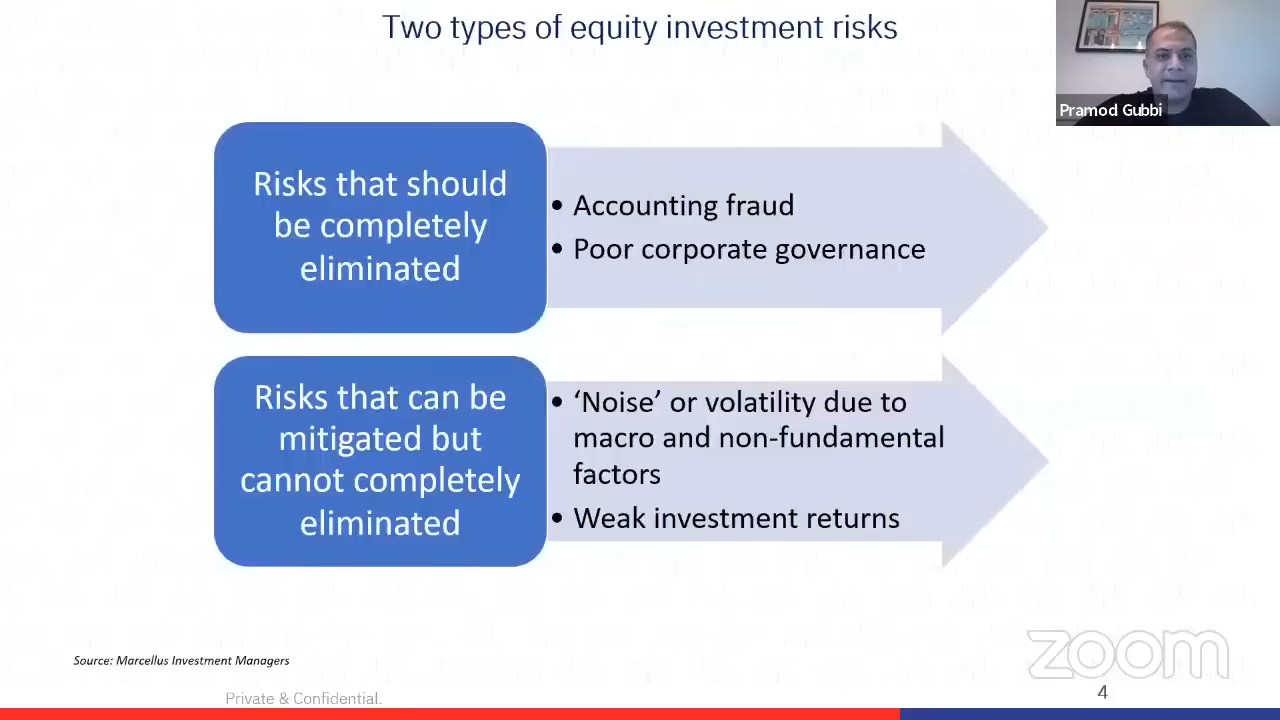 Two types of equity investment risks
Pramod Gubbi
Risks that should
be completely
eliminated
• Accounting fraud
• Poor corporate governance
Risks that can be
mitigated but
cannot completely
eliminated
• ‘Noise’ or volatility due to
macro and non-fundamental
factors
• Weak investment returns
zoom
Source: Marcellus Investment Managers
Private & Confidential.
4